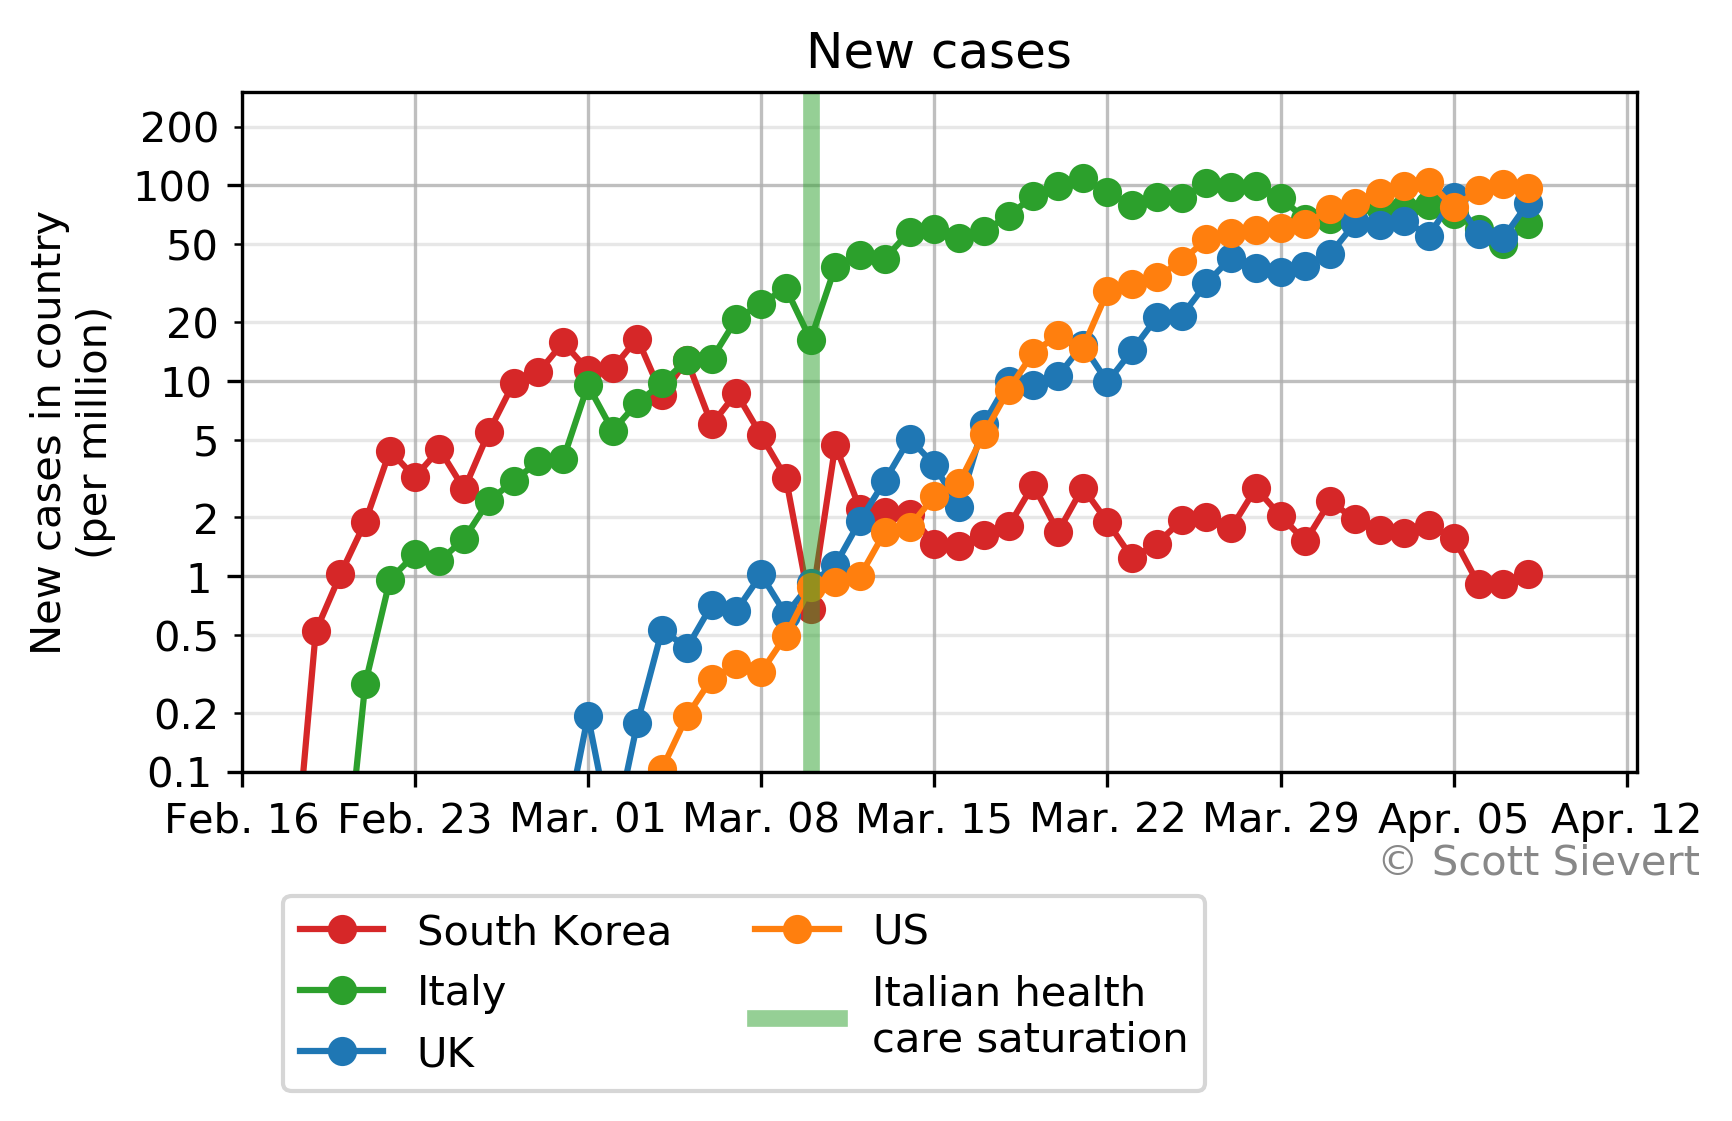 New cases
New cases in country
(per million)
200
100
50
20
10
5
2
1
0.5
0.2
0.1
Feb. 16 Feb. 23 Mar. 01 Mar. 08 Mar. 15 Mar. 22 Mar. 29 Apr. 05 Apr. 12
© Scott Sievert
South Korea
Italy
UK
US
Italian health
care saturation